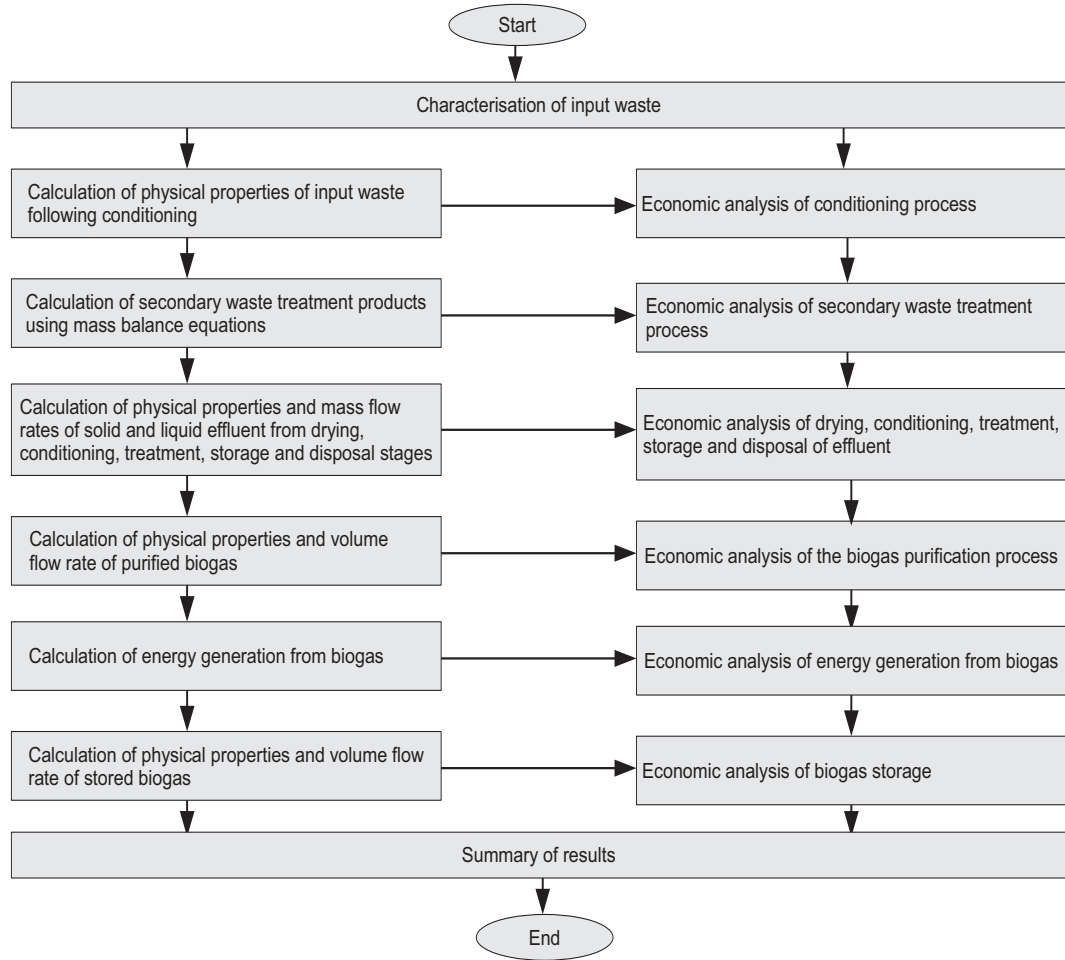 Start
Characterisation of input waste
Calculation of physical properties of input waste
following conditioning
Economic analysis of conditioning process
Calculation of secondary waste treatment products
using mass balance equations
Economic analysis of secondary waste treatment
process
Calculation of physical properties and mass flow
rates of solid and liquid effluent from drying,
conditioning, treatment, storage and disposal stages
Economic analysis of drying, conditioning, treatment,
storage and disposal of effluent
Calculation of physical properties and volume
flow rate of purified biogas
Economic analysis of the biogas purification process
Calculation of energy generation from biogas
Economic analysis of energy generation from biogas
Calculation of physical properties and volume flow
rate of stored biogas
Economic analysis of biogas storage
Summary of results
End